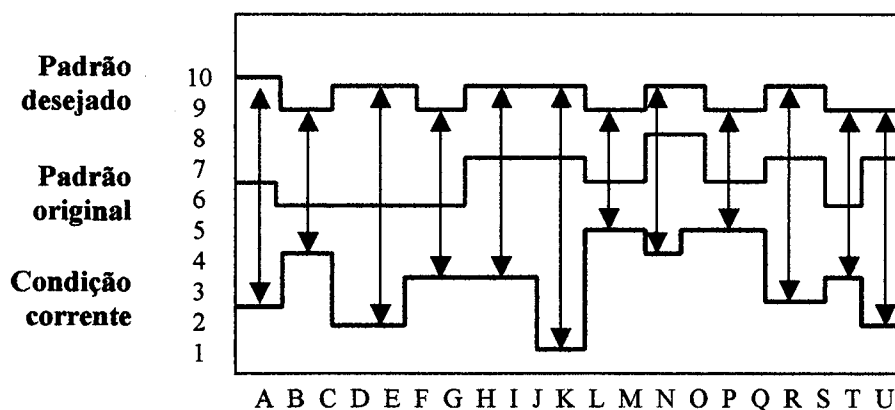 Padrão
desejado
Padrão
original
Condição
corrente
10
9
8
7
6
5
4
3
2
1
A B C D E F G H I J K L M N O P Q R S T U